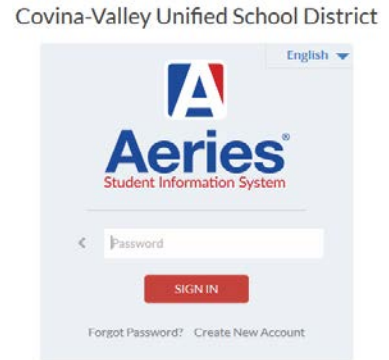 Covina-Valley Unified School District
English
A
Aeries®
Student Information System
Password
SIGN IN
Forgot Password? Create New Account